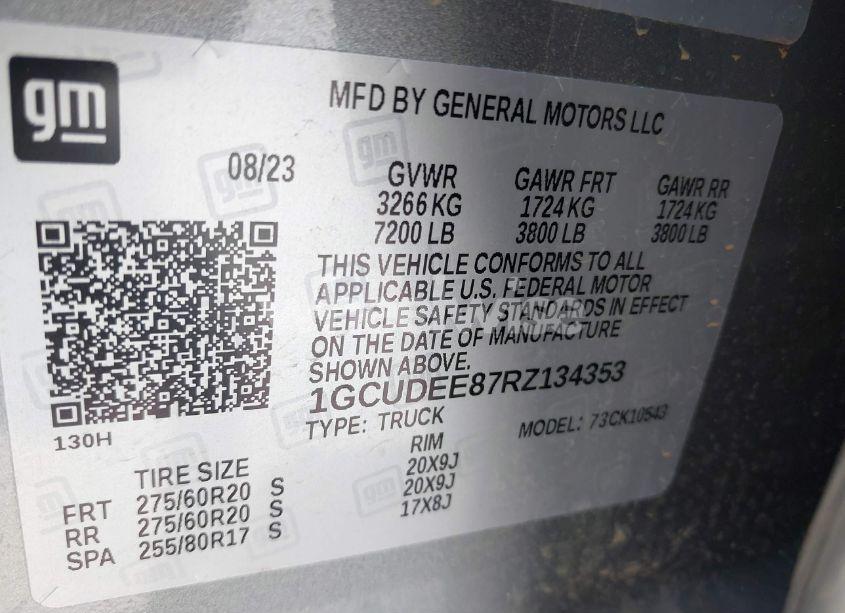 gm
MFD BY GENERAL MOTORS LLC
08/23
GVWR GAWR FRT GAWR RR
3266 KG 1724 KG 1724 KG
7200 LB 3800 LB 3800 LB
THIS VEHICLE CONFORMS TO ALL
APPLICABLE U.S. FEDERAL MOTOR
VEHICLE SAFETY STANDARDS IN EFFECT
ON THE DATE OF MANUFACTURE
SHOWN ABOVE.
1GCUDEE87RZ134353
TYPE: TRUCK MODEL: 73CK10543
130H
TIRE SIZE RIM
FRT 275/60R20 S 20X9J
RR 275/60R20 S 20X9J
SPA 255/80R17 S 17X8J